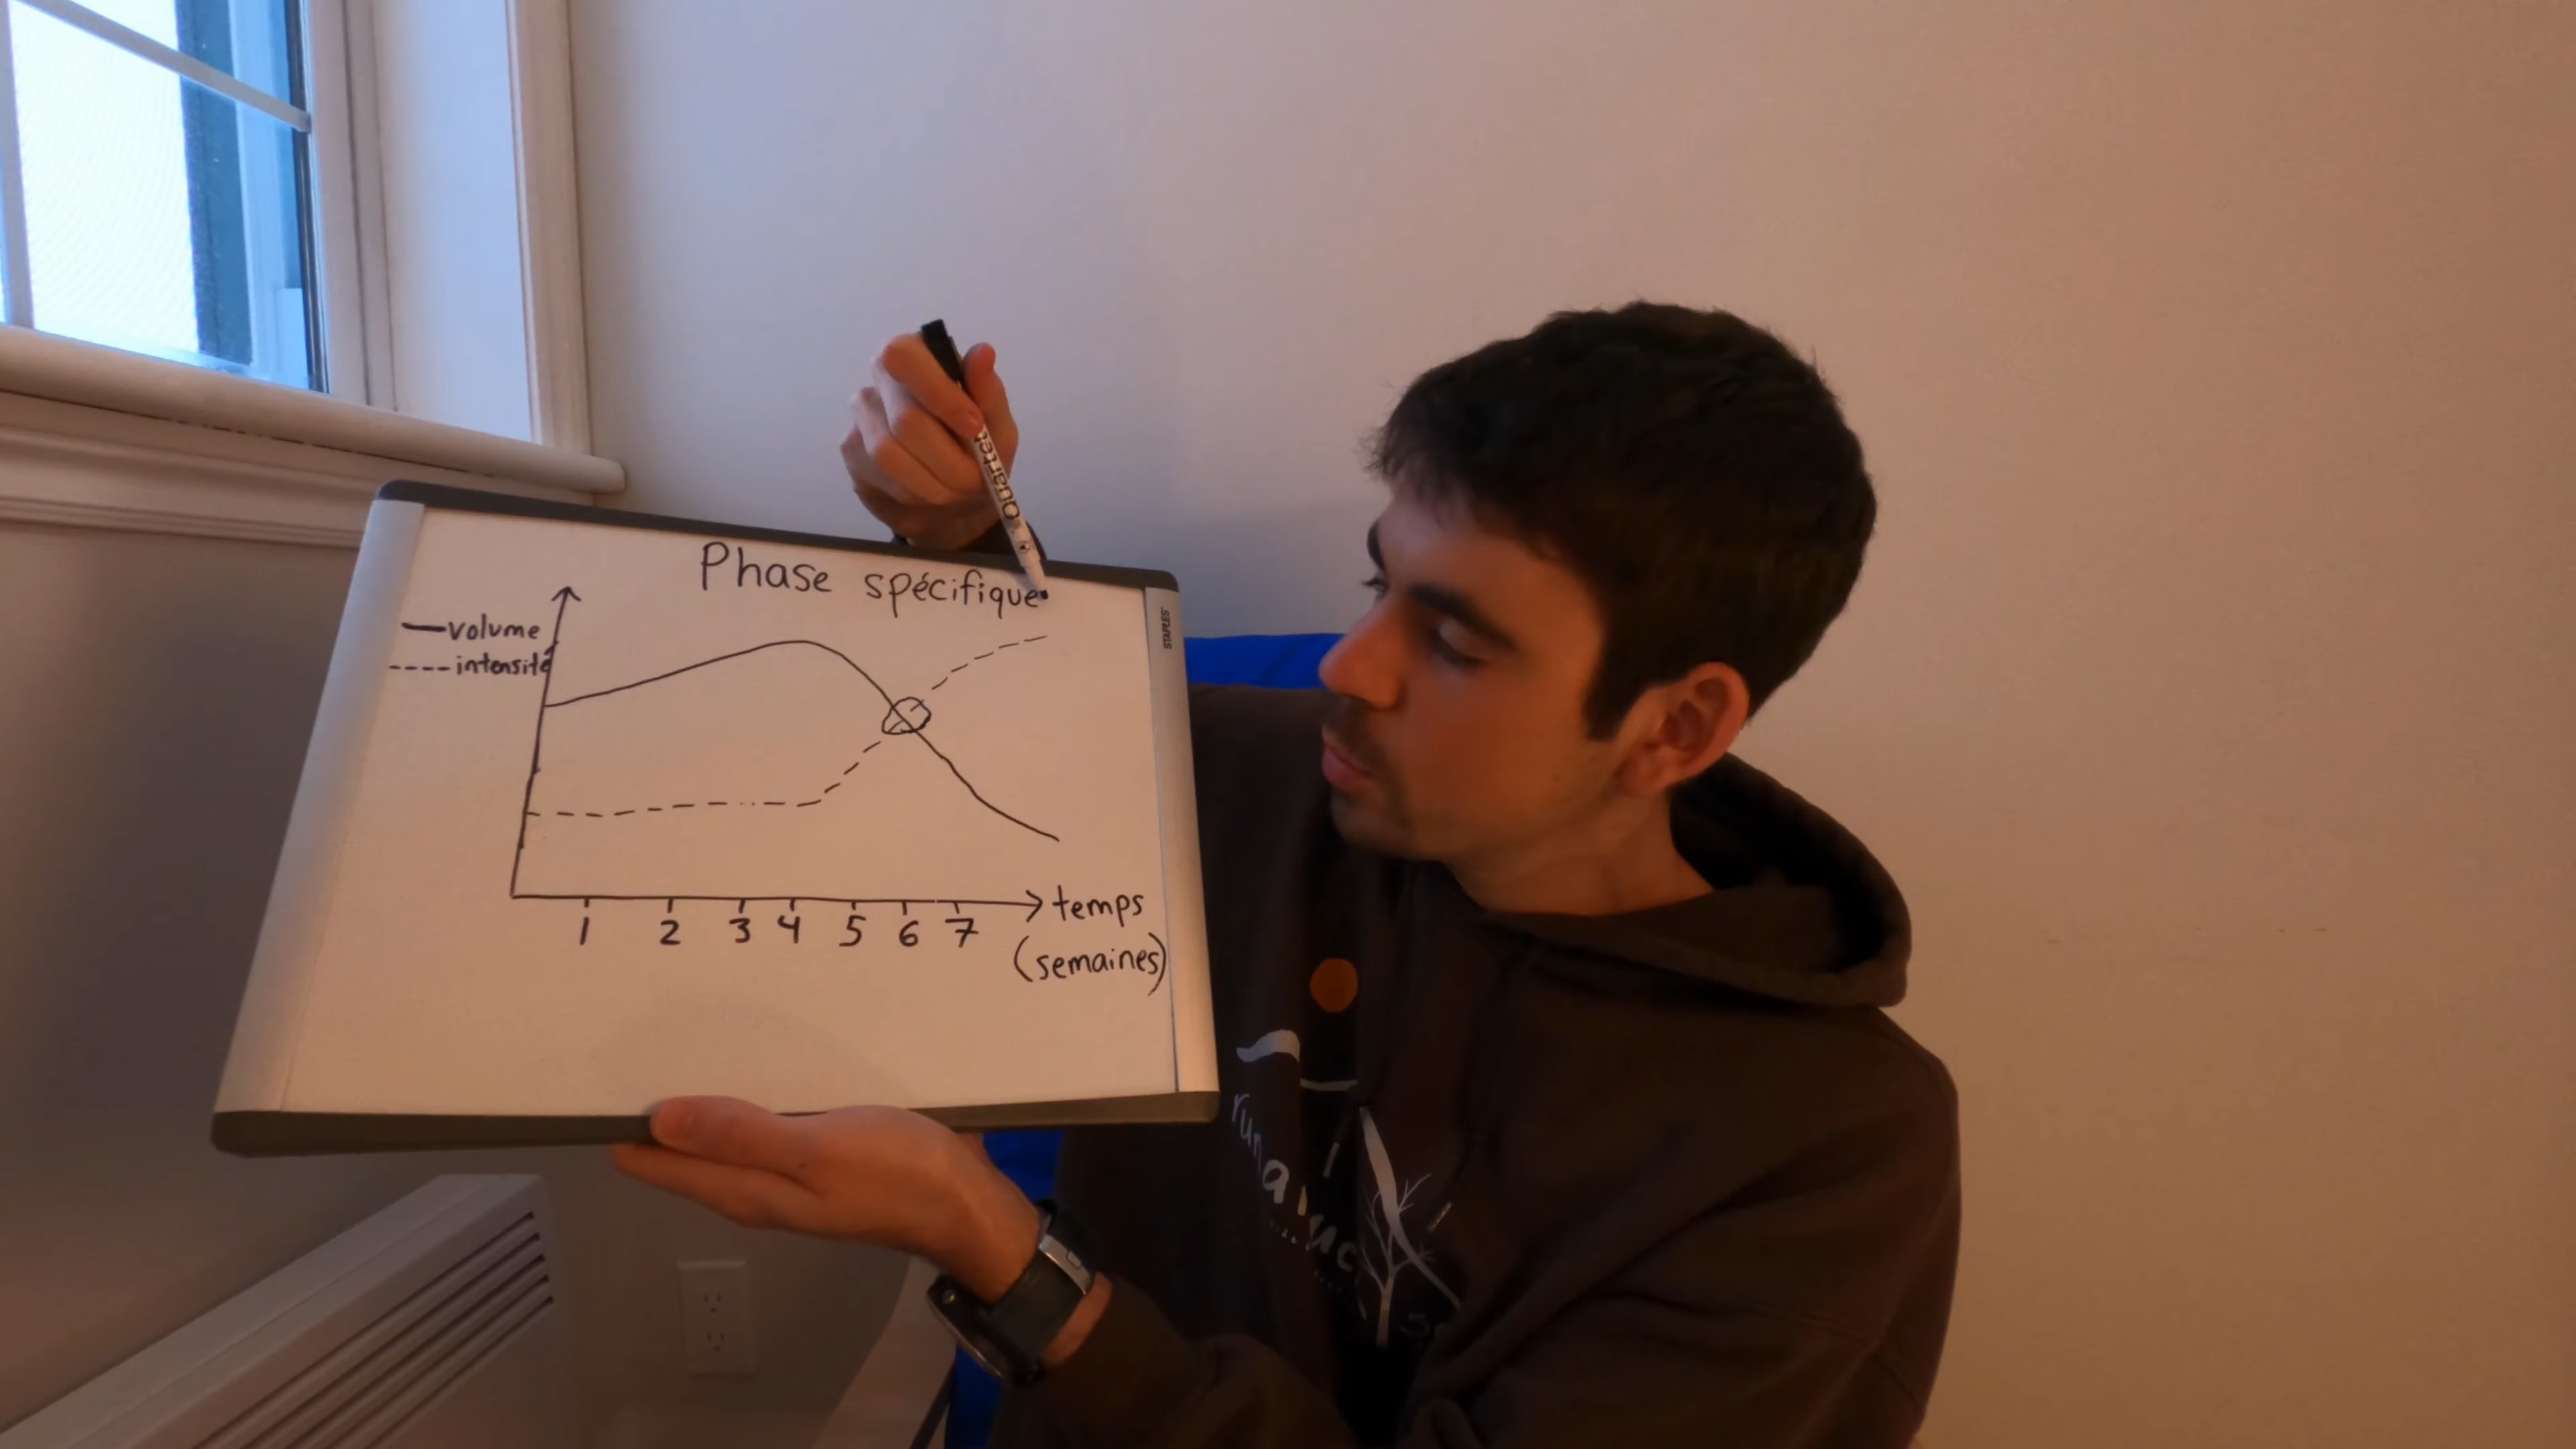 Quartet
Phase spécifique
volume
intensité
STAPLES
1 2 3 4 5 6 7
temps
(semaines)